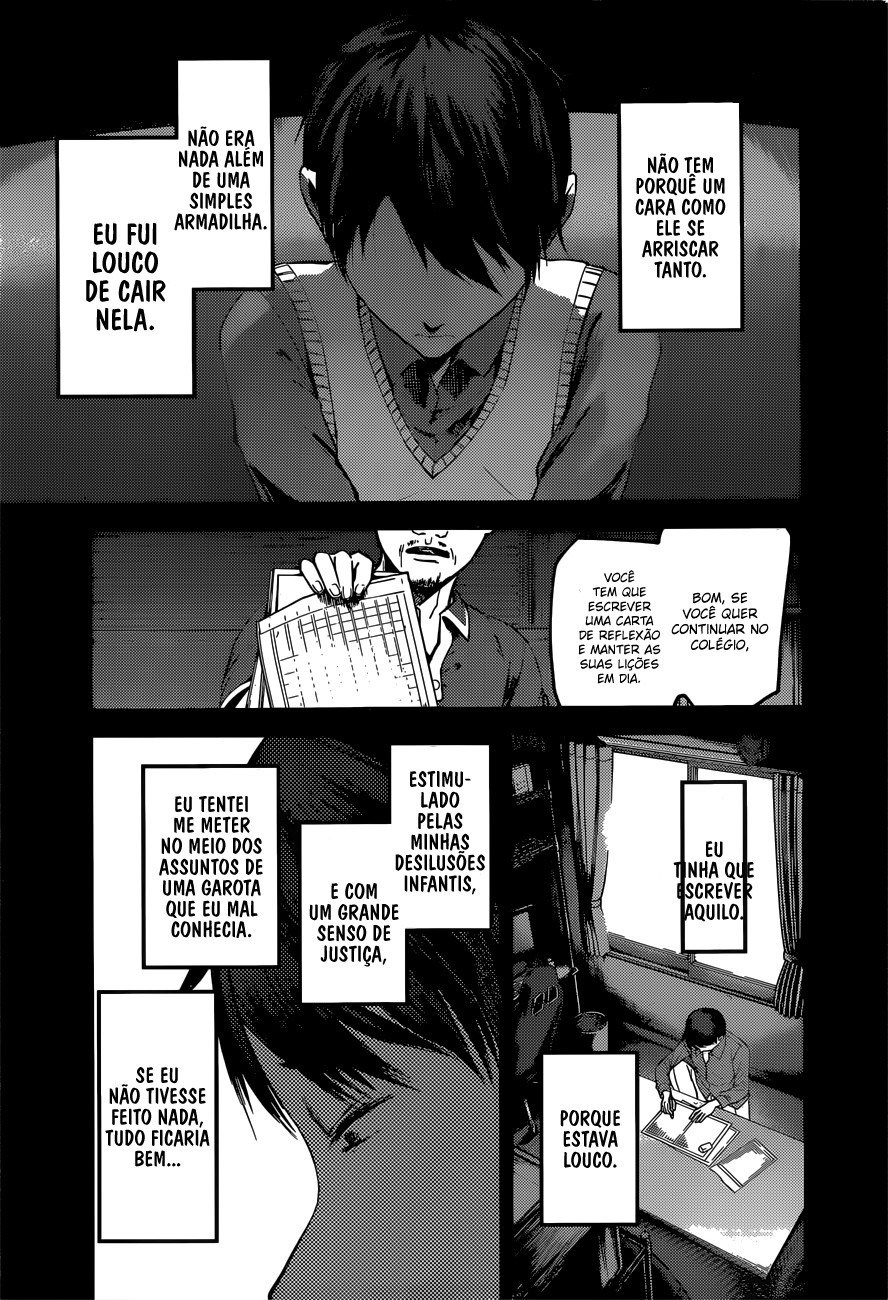 NÃO TEM
PORQUÊ UM
CARA COMO
ELE SE
ARRISCAR
TANTO.
NÃO ERA
NADA ALÉM
DE UMA
SIMPLES
ARMADILHA.
EU FUI
LOUCO
DE CAIR
NELA.
BOM, SE
VOCÊ QUER
CONTINUAR NO
COLÉGIO,
VOCÊ
TEM QUE
ESCREVER
UMA CARTA
DE REFLEXÃO
E MANTER AS
SUAS LIÇÕES
EM DIA.
EU
TINHA QUE
ESCREVER
AQUILO.
PORQUE
ESTAVA
LOUCO.
ESTIMU-
LADO
PELAS
MINHAS
DESILUSÕES
INFANTIS,
E COM
UM GRANDE
SENSO DE
JUSTIÇA,
EU TENTEI
ME METER
NO MEIO DOS
ASSUNTOS DE
UMA GAROTA
QUE EU MAL
CONHECIA.
SE EU
NÃO TIVESSE
FEITO NADA,
TUDO FICARIA
BEM...